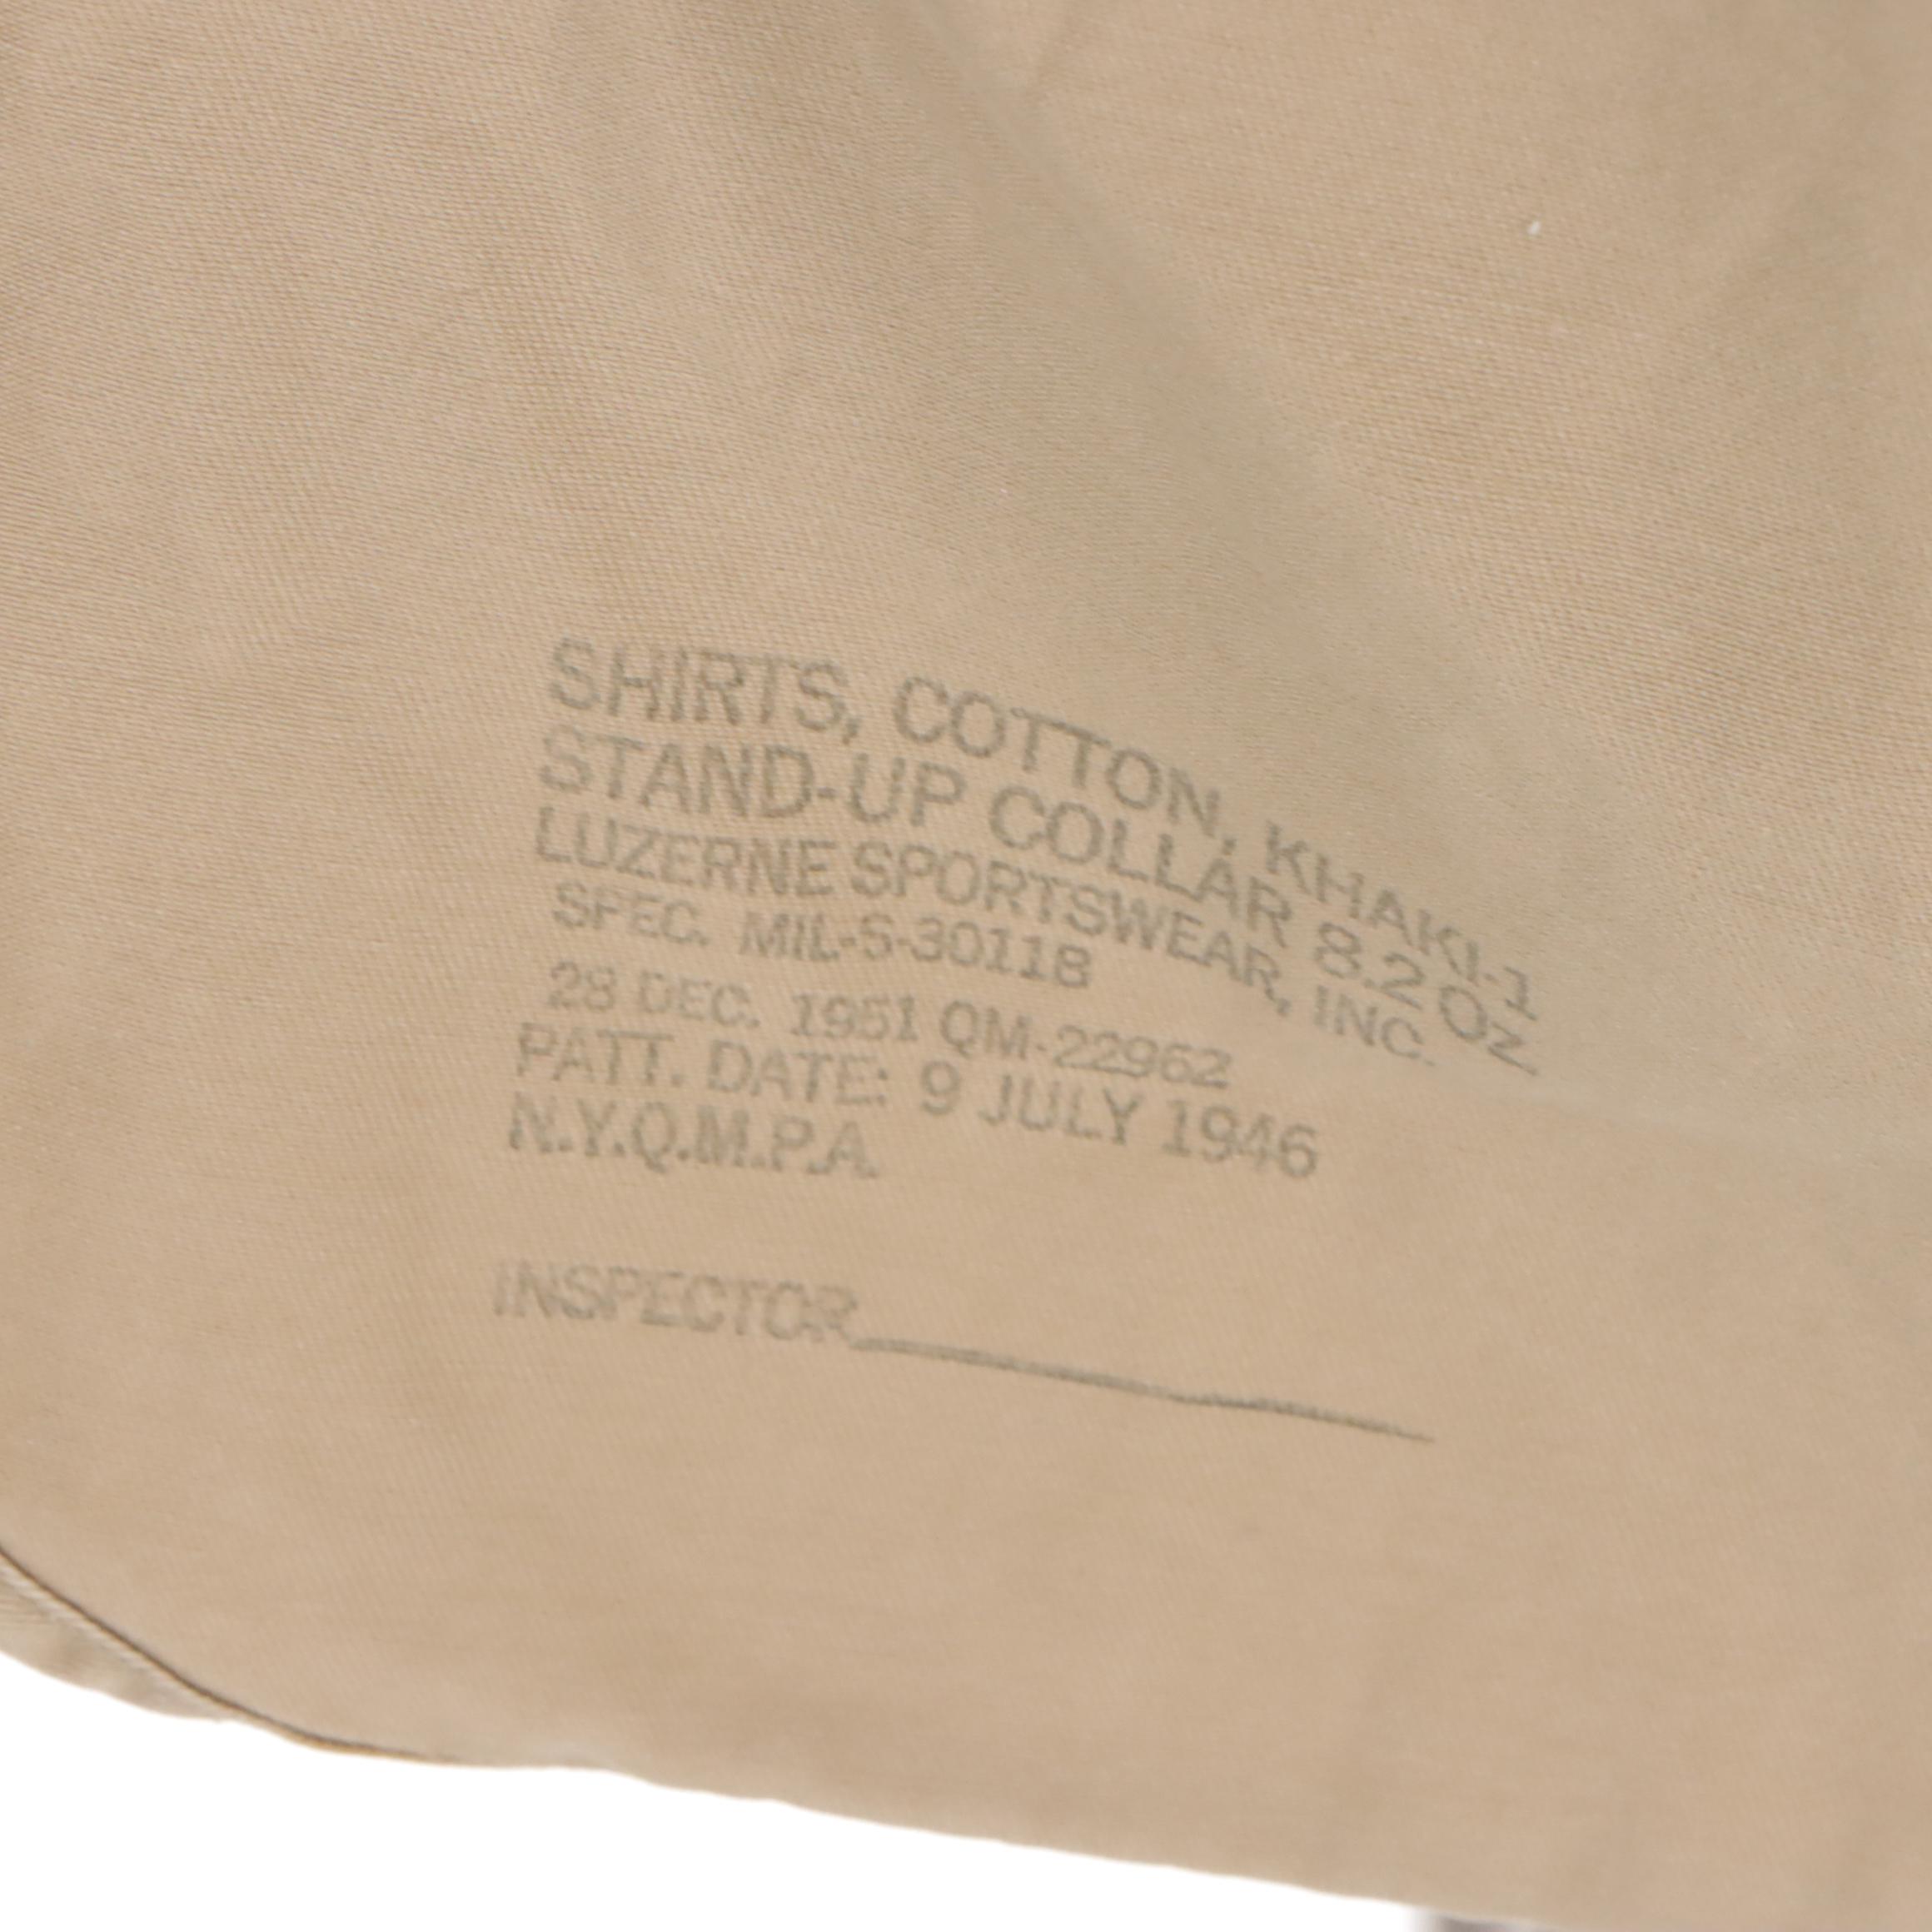 SHIRTS, COTTON, KHAKI-1
STAND-UP COLLAR 8.2 Oz
LUZERNE SPORTSWEAR, INC.
SPEC. MIL-S-30118
28 DEC. 1951 QM-22962
PATT. DATE: 9 JULY 1946
N.Y.Q.M.P.A.
INSPECTOR